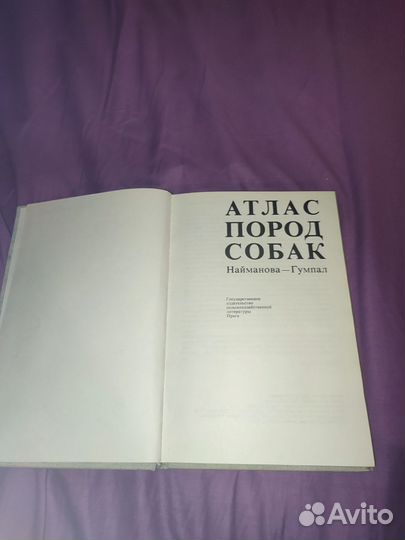 АТЛАС
ПОРОД
СОБАК
Найманова — Гумпал
Государственное
издательство
сельскохозяйственной
литературы
Прага
Avito